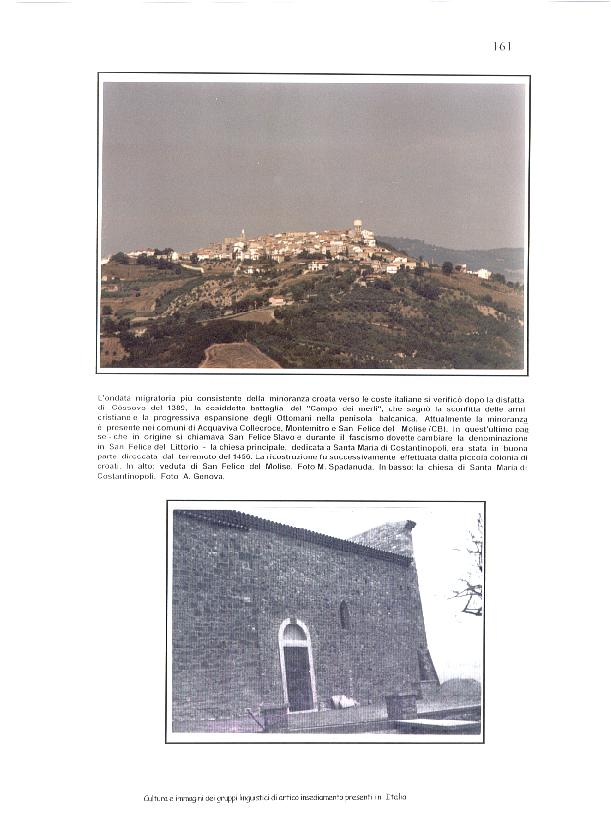 161
L'ondata migratoria più consistente della minoranza croata verso le coste italiane si verificò dopo la disfatta
di Cossovo del 1389, la cosiddetta battaglia del "Campo dei merli", che segnò la sconfitta delle armi
cristiane e la progressiva espansione degli Ottomani nella penisola balcanica. Attualmente la minoranza
è presente nei comuni di Acquaviva Collecroce, Montemitro e San Felice del Molise (CB). In quest'ultimo pae
se - che in origine si chiamava San Felice Slavo e durante il fascismo dovette cambiare la denominazione
in San Felice del Littorio - la chiesa principale, dedicata a Santa Maria di Costantinopoli, era stata in buona
parte diroccata dal terremoto del 1456. La ricostruzione fu successivamente effettuata dalla piccola colonia di
croati. In alto: veduta di San Felice del Molise. Foto M. Spadanuda. In basso: la chiesa di Santa Maria di
Costantinopoli. Foto A. Genova.
Cultura e immagini dei gruppi linguistici di antico insediamento presenti in Italia